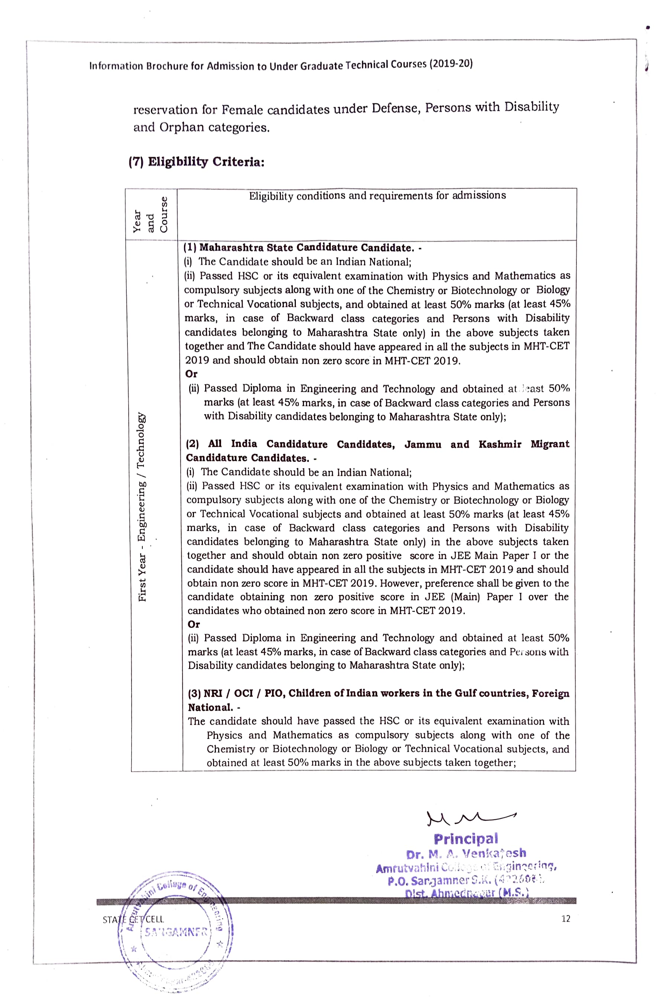 Information Brochure for Admission to Under Graduate Technical Courses (2019-20)
reservation for Female candidates under Defense, Persons with Disability
and Orphan categories.
(7) Eligibility Criteria:
Year
and
Course
Eligibility conditions and requirements for admissions
First Year - Engineering / Technology
(1) Maharashtra State Candidature Candidate. -
(i) The Candidate should be an Indian National;
(ii) Passed HSC or its equivalent examination with Physics and Mathematics as
compulsory subjects along with one of the Chemistry or Biotechnology or Biology
or Technical Vocational subjects, and obtained at least 50% marks (at least 45%
marks, in case of Backward class categories and Persons with Disability
candidates belonging to Maharashtra State only) in the above subjects taken
together and The Candidate should have appeared in all the subjects in MHT-CET
2019 and should obtain non zero score in MHT-CET 2019.
Or
(ii) Passed Diploma in Engineering and Technology and obtained at least 50%
marks (at least 45% marks, in case of Backward class categories and Persons
with Disability candidates belonging to Maharashtra State only);
(2) All India Candidature Candidates, Jammu and Kashmir Migrant
Candidature Candidates. -
(i) The Candidate should be an Indian National;
(ii) Passed HSC or its equivalent examination with Physics and Mathematics as
compulsory subjects along with one of the Chemistry or Biotechnology or Biology
or Technical Vocational subjects and obtained at least 50% marks (at least 45%
marks, in case of Backward class categories and Persons with Disability
candidates belonging to Maharashtra State only) in the above subjects taken
together and should obtain non zero positive score in JEE Main Paper I or the
candidate should have appeared in all the subjects in MHT-CET 2019 and should
obtain non zero score in MHT-CET 2019. However, preference shall be given to the
candidate obtaining non zero positive score in JEE (Main) Paper I over the
candidates who obtained non zero score in MHT-CET 2019.
Or
(ii) Passed Diploma in Engineering and Technology and obtained at least 50%
marks (at least 45% marks, in case of Backward class categories and Persons with
Disability candidates belonging to Maharashtra State only);
(3) NRI / OCI / PIO, Children of Indian workers in the Gulf countries, Foreign
National. -
The candidate should have passed the HSC or its equivalent examination with
Physics and Mathematics as compulsory subjects along with one of the
Chemistry or Biotechnology or Biology or Technical Vocational subjects, and
obtained at least 50% marks in the above subjects taken together;
Principal
Dr. M. A. Venkatesh
Amrutvahini College of Engineering,
P.O. Sangamner S.K.
Dist. Ahmednagar (M.S.)
STATE CET CELL
12
Amrutvahini College of Engineering
SANGAMNER